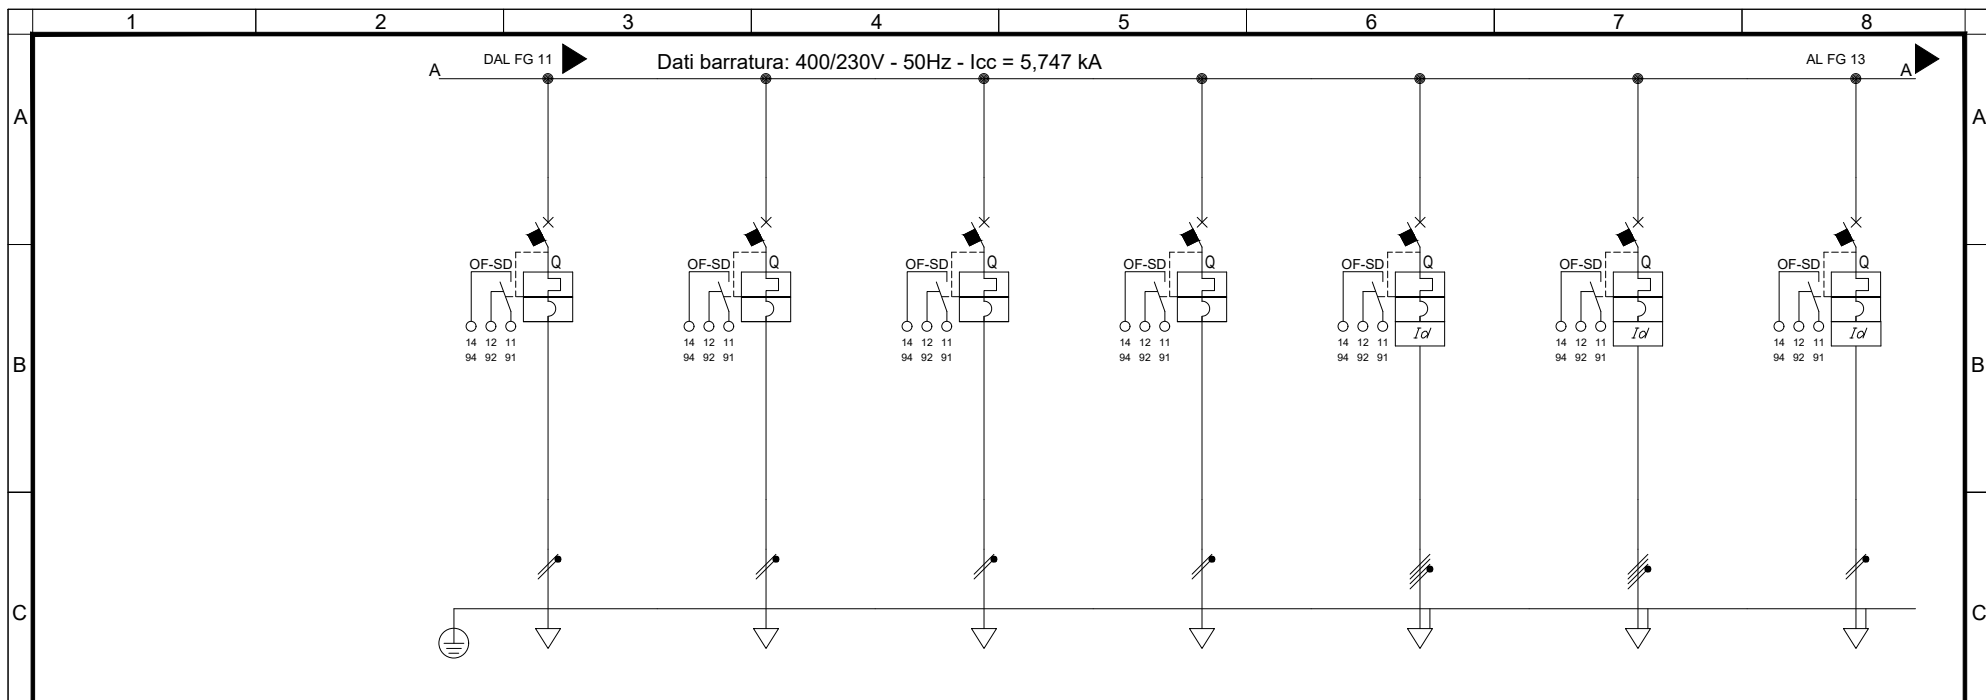 1 2 3 4 5 6 7 8
DAL FG 11 Dati barratura: 400/230V - 50Hz - Icc = 5,747 kA AL FG 13
A A
A A
OF-SD Q OF-SD Q OF-SD Q OF-SD Q OF-SD Q OF-SD Q OF-SD Q
Id Id Id
14 12 11 14 12 11 14 12 11 14 12 11 14 12 11 14 12 11 14 12 11
94 92 91 94 92 91 94 92 91 94 92 91 94 92 91 94 92 91 94 92 91
B B
C C